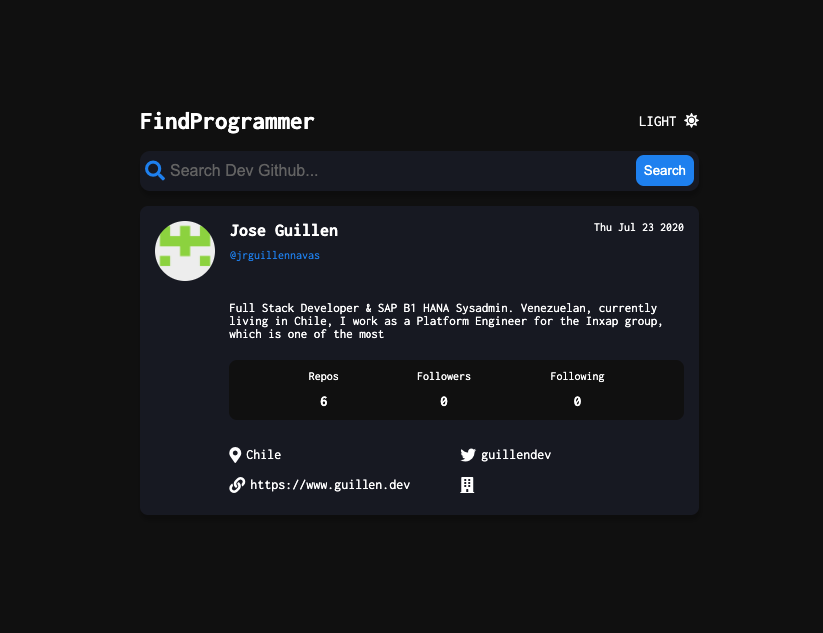 FindProgrammer
LIGHT
Search Dev Github...
Search
Jose Guillen
Thu Jul 23 2020
@jrguillennavas
Full Stack Developer & SAP B1 HANA Sysadmin. Venezuelan, currently
living in Chile, I work as a Platform Engineer for the Inxap group,
which is one of the most
Repos Followers Following
6 0 0
Chile
guillendev
https://www.guillen.dev